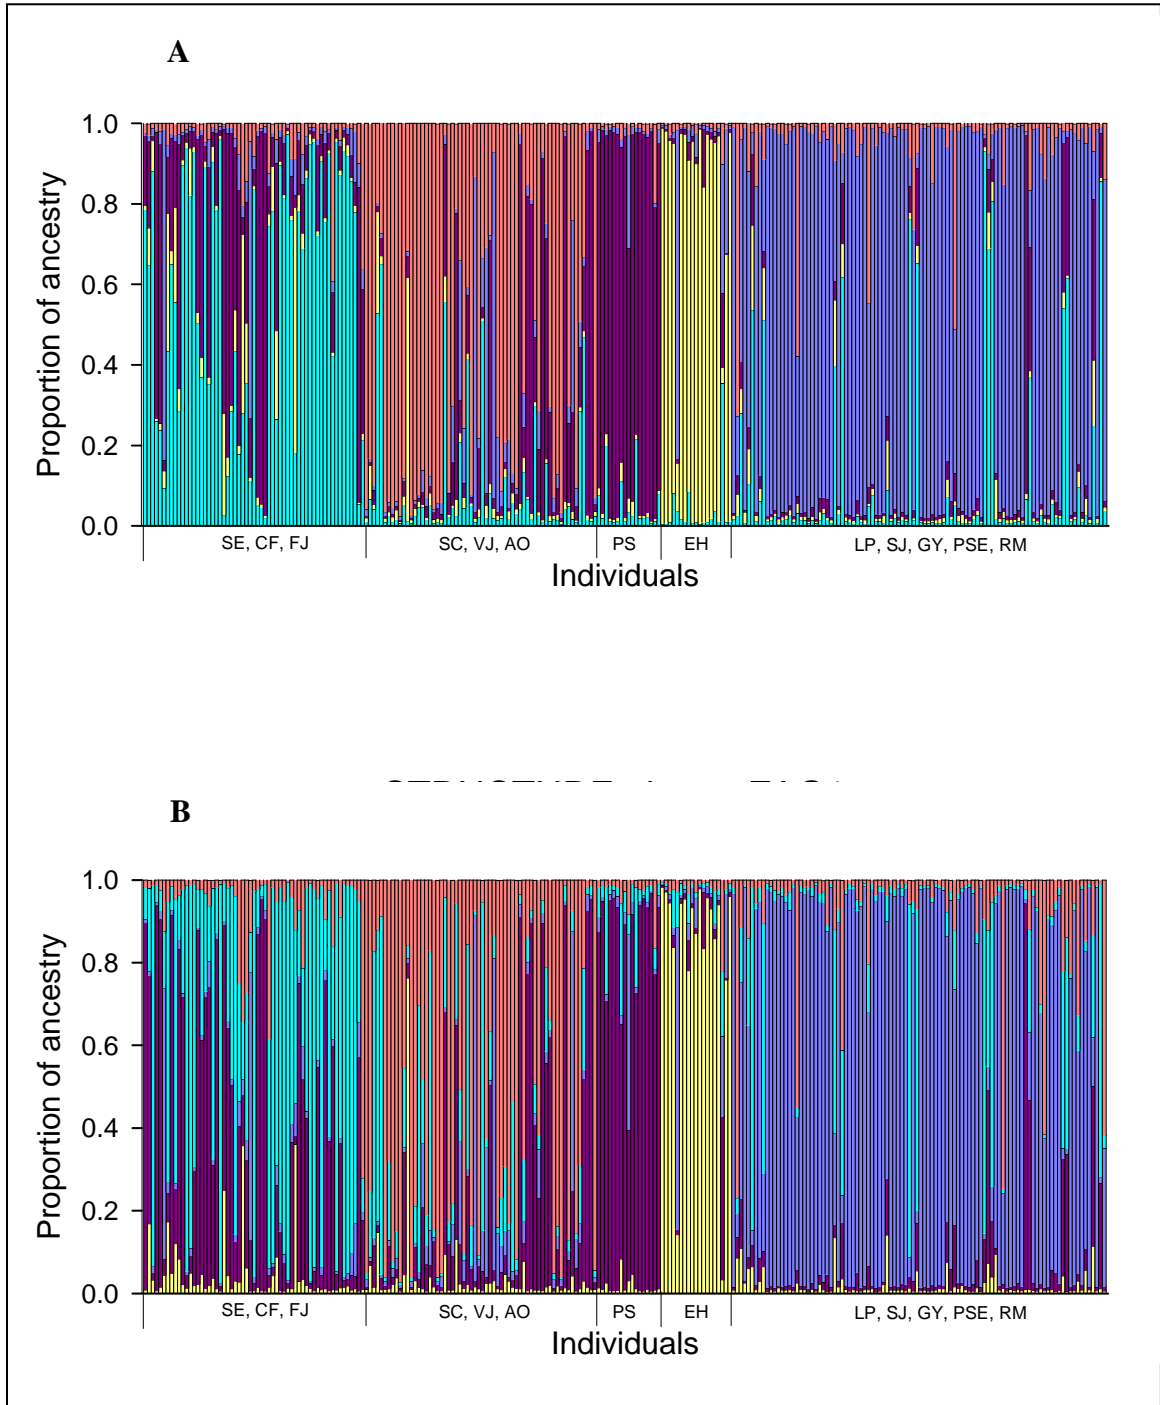 A
1.0
0.8
0.6
0.4
0.2
0.0
Proportion of ancestry
SE, CF, FJ SC, VJ, AO PS EH LP, SJ, GY, PSE, RM
Individuals
B
1.0
0.8
0.6
0.4
0.2
0.0
Proportion of ancestry
SE, CF, FJ SC, VJ, AO PS EH LP, SJ, GY, PSE, RM
Individuals